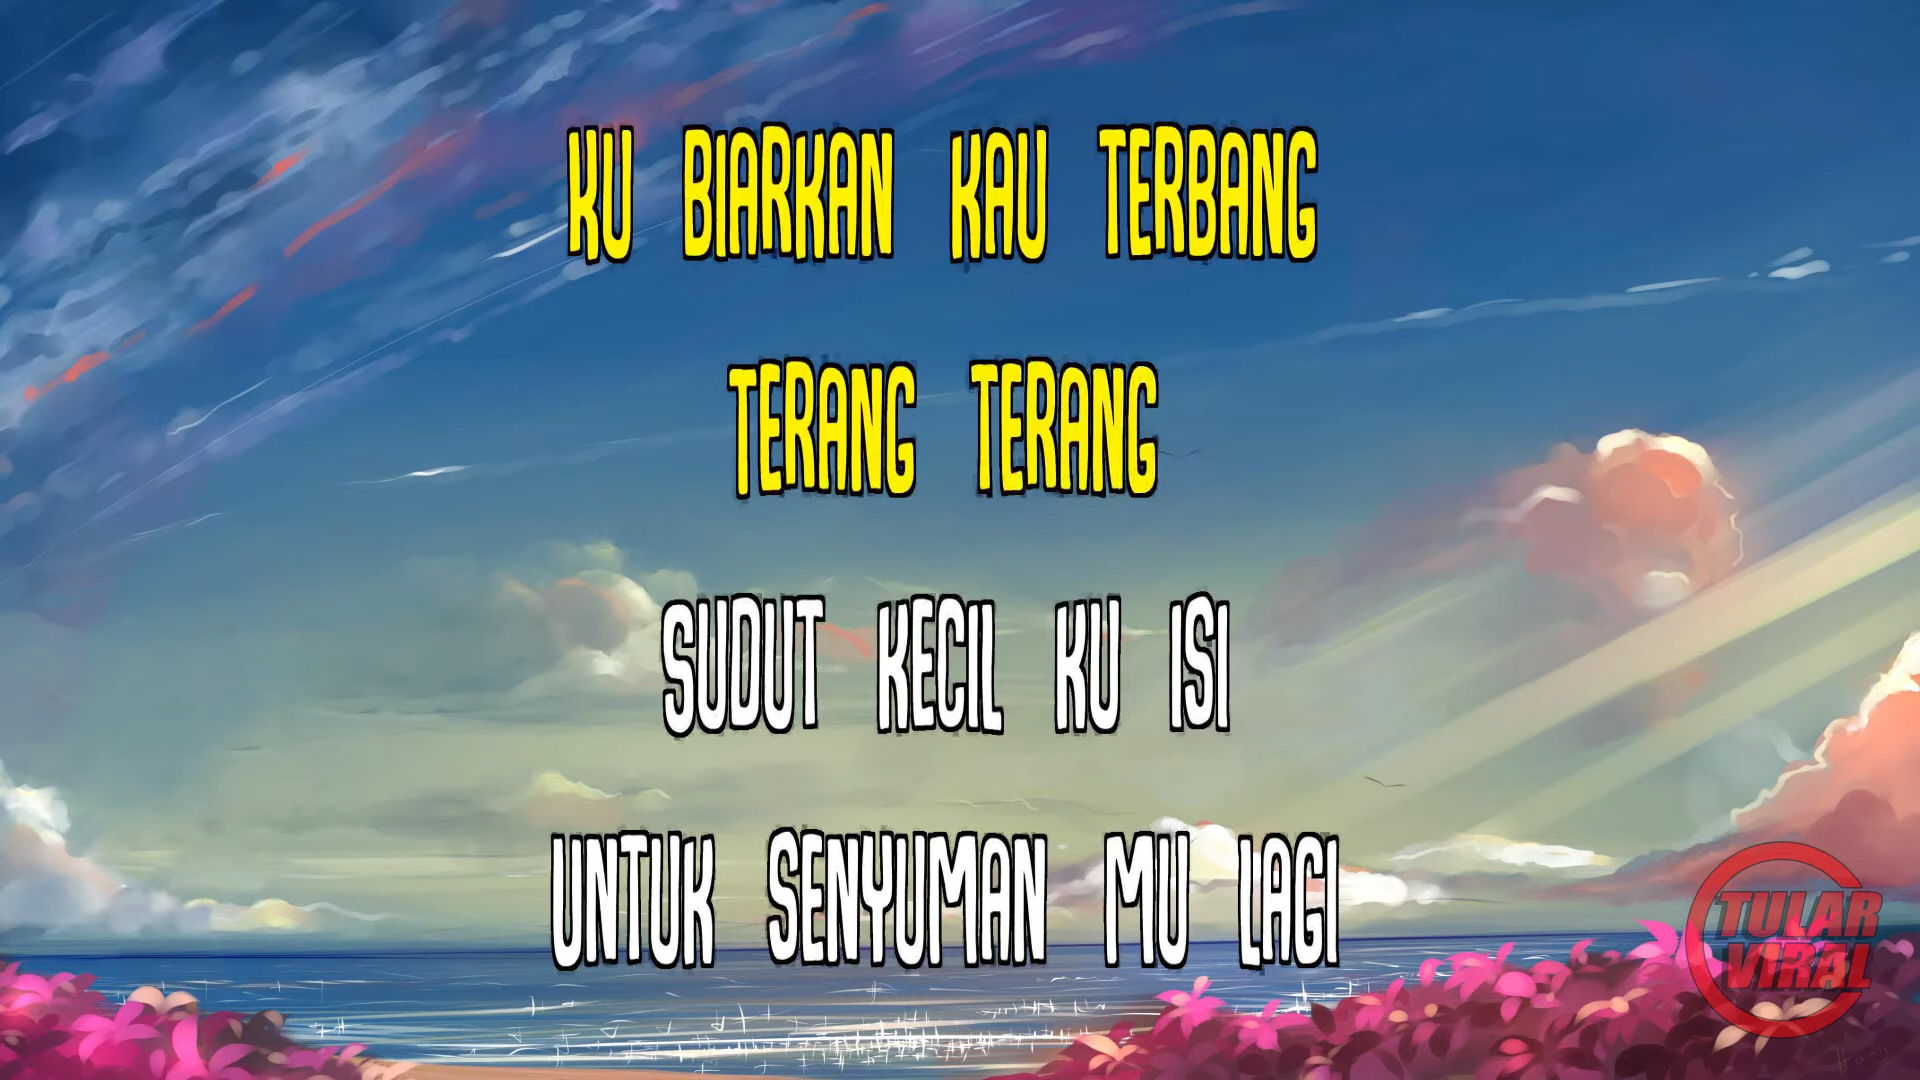 KU BIARKAN KAU TERBANG
TERANG TERANG
SUDUT KECIL KU ISI
UNTUK SENYUMAN MU LAGI
TULAR
VIRAL